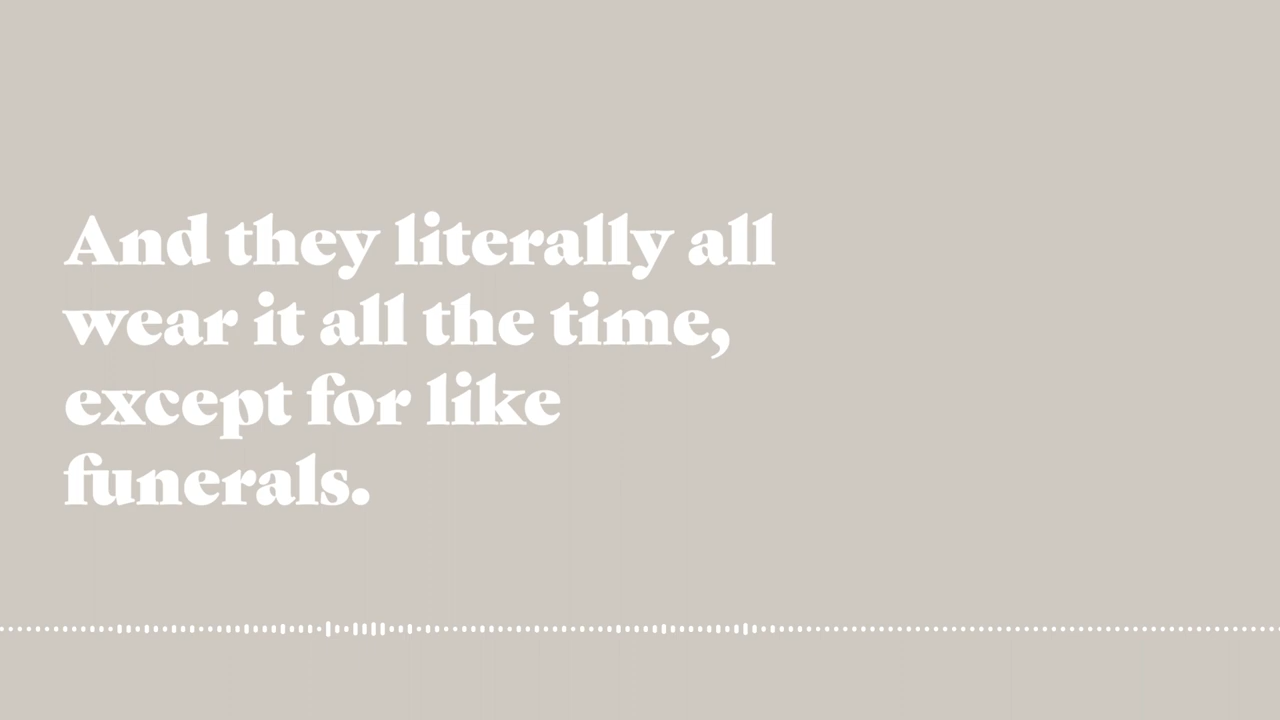 And they literally all
wear it all the time,
except for like
funerals.